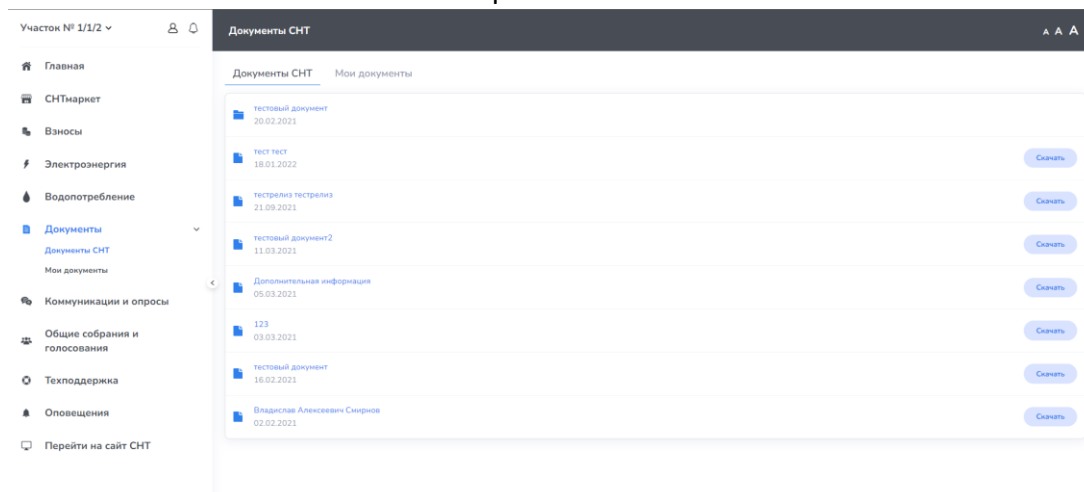 Участок № 1/1/2
Документы СНТ
А А А
Главная
СНТмаркет
Взносы
Электроэнергия
Водопотребление
Документы
Документы СНТ
Мои документы
Коммуникации и опросы
Общие собрания и
голосования
Техподдержка
Оповещения
Перейти на сайт СНТ
Документы СНТ
Мои документы
тестовый документ
20.02.2021
тест тест
18.01.2022
Скачать
тестрелиз тестрелиз
21.09.2021
Скачать
тестовый документ2
11.03.2021
Скачать
Дополнительная информация
05.03.2021
Скачать
123
03.03.2021
Скачать
тестовый документ
16.02.2021
Скачать
Владислав Алексеевич Смирнов
02.02.2021
Скачать